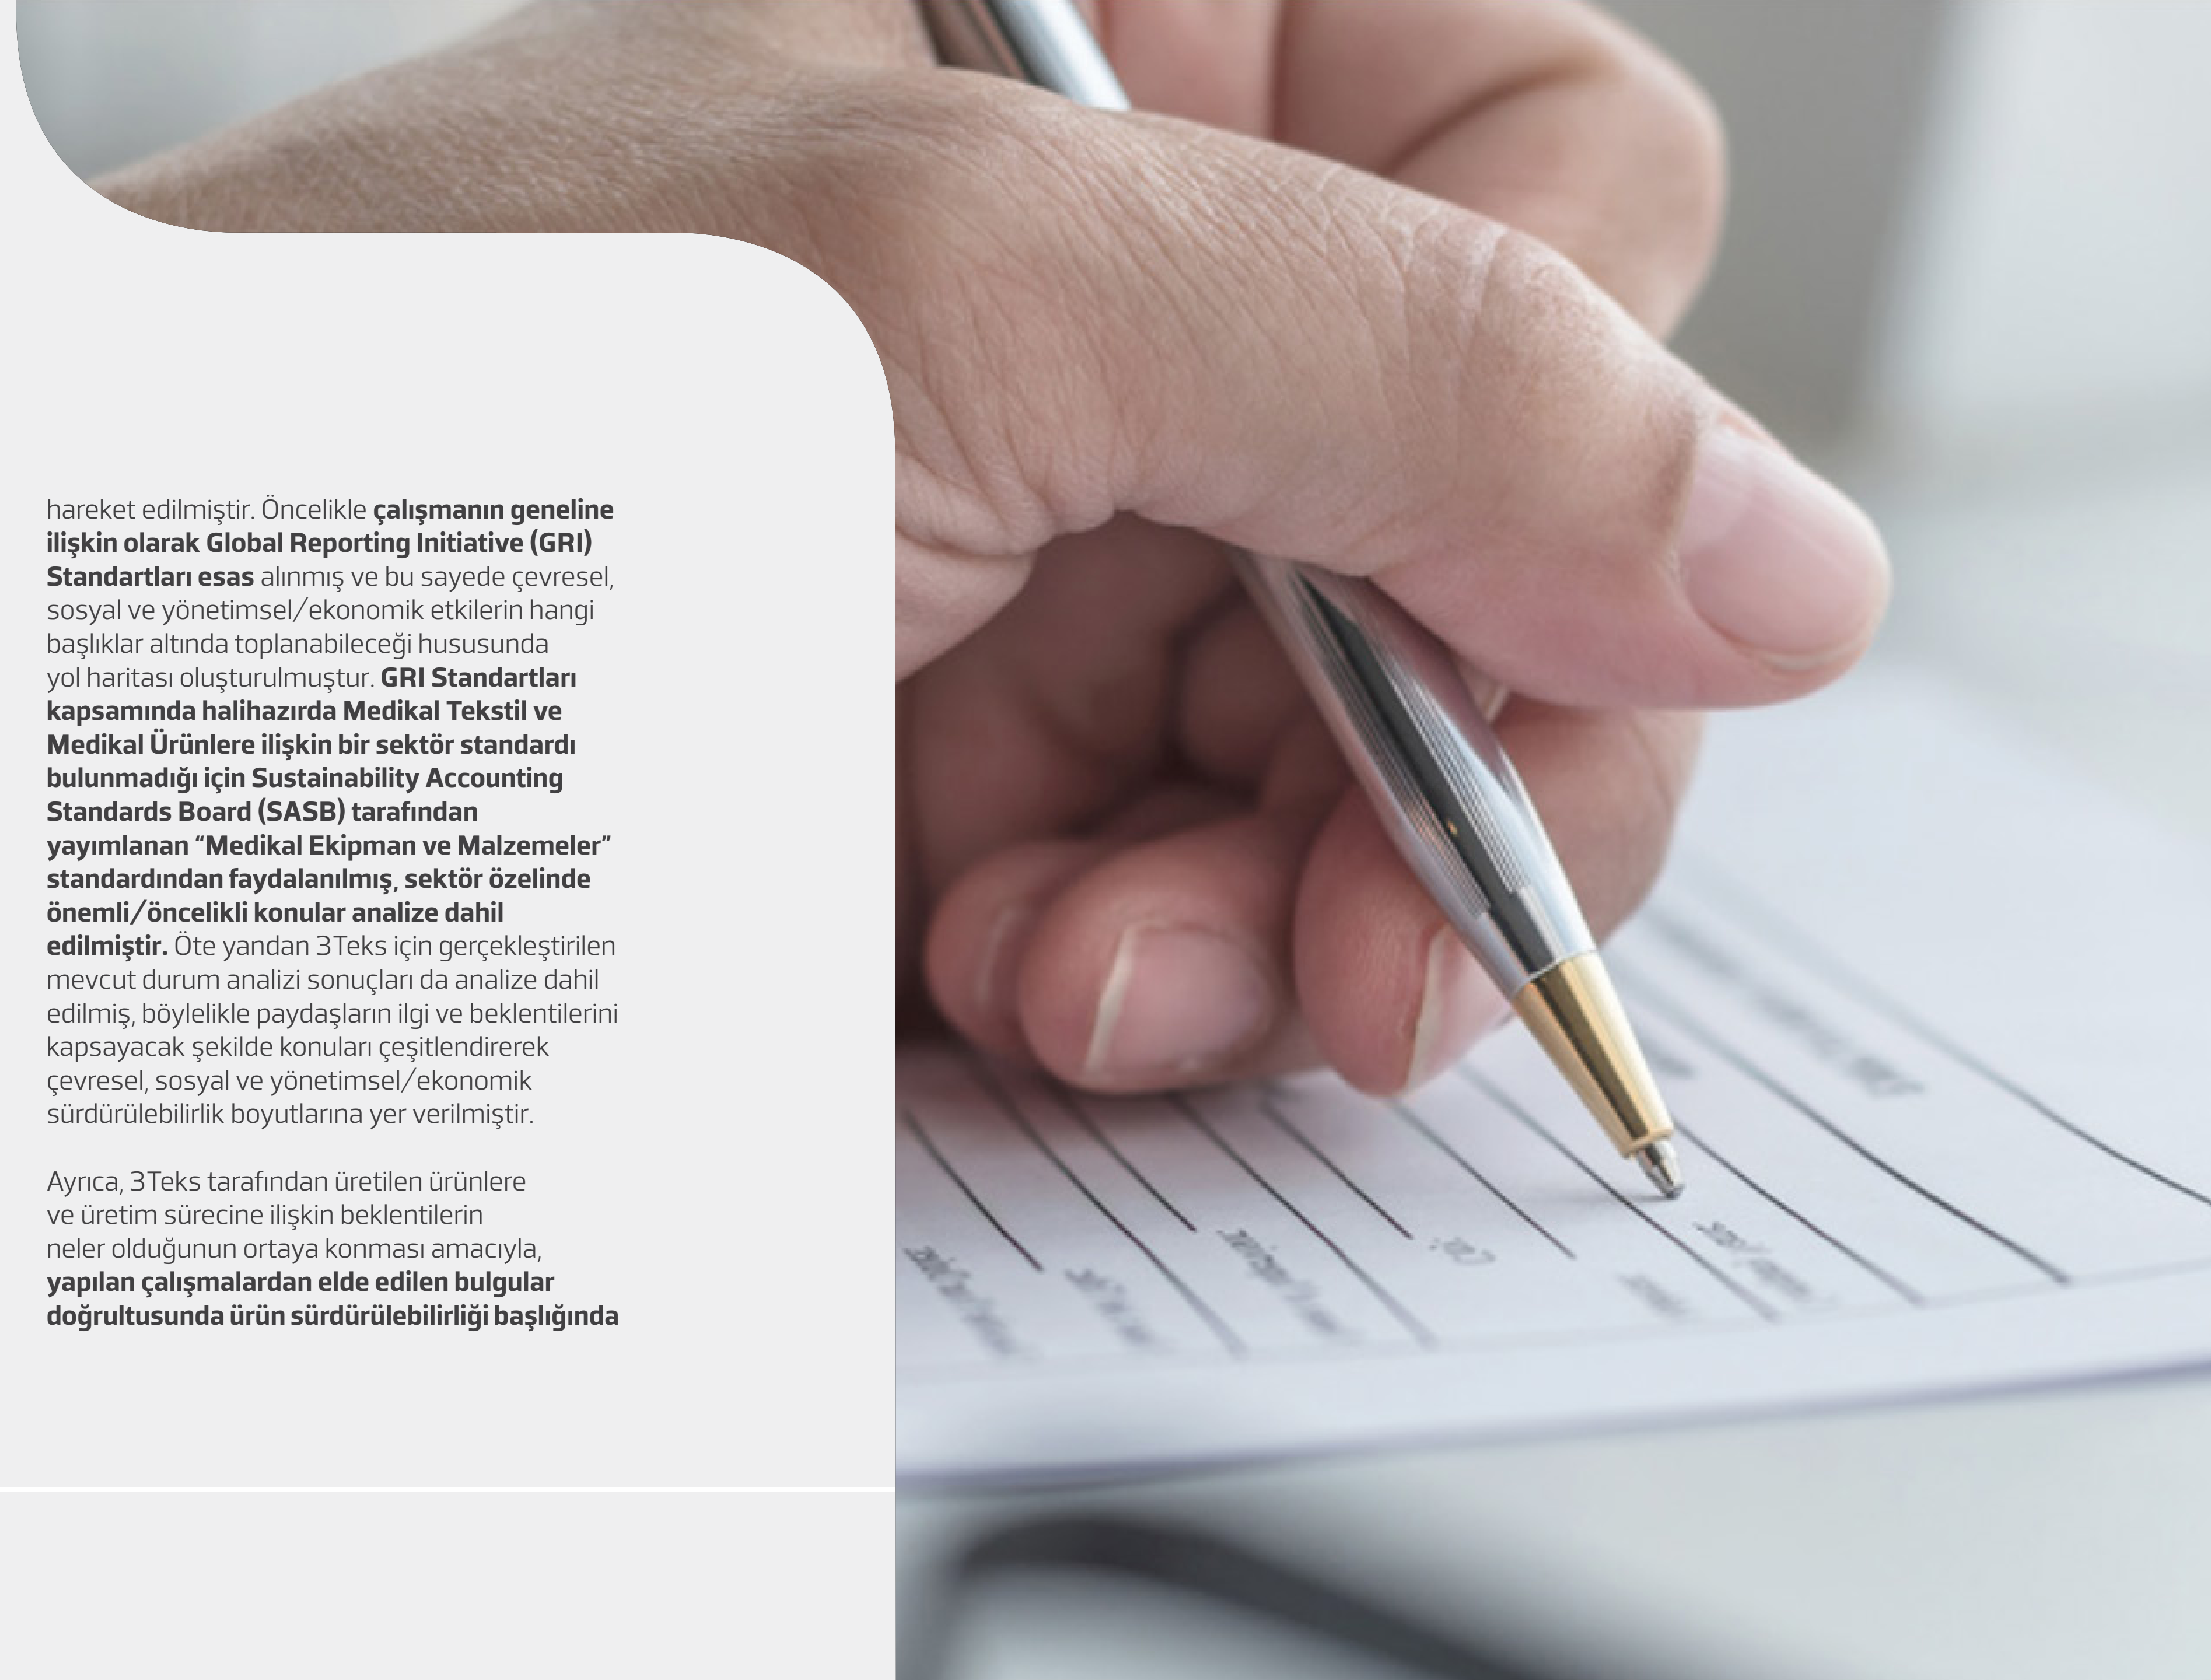 hareket edilmiştir. Öncelikle çalışmanın geneline
ilişkin olarak Global Reporting Initiative (GRI)
Standartları esas alınmış ve bu sayede çevresel,
sosyal ve yönetimsel/ekonomik etkilerin hangi
başlıklar altında toplanabileceği hususunda
yol haritası oluşturulmuştur. GRI Standartları
kapsamında halihazırda Medikal Tekstil ve
Medikal Ürünlere ilişkin bir sektör standardı
bulunmadığı için Sustainability Accounting
Standards Board (SASB) tarafından
yayımlanan “Medikal Ekipman ve Malzemeler”
standardından faydalanılmış, sektör özelinde
önemli/öncelikli konular analize dahil
edilmiştir. Öte yandan 3Teks için gerçekleştirilen
mevcut durum analizi sonuçları da analize dahil
edilmiş, böylelikle paydaşların ilgi ve beklentilerini
kapsayacak şekilde konuları çeşitlendirerek
çevresel, sosyal ve yönetimsel/ekonomik
sürdürülebilirlik boyutlarına yer verilmiştir.
Ayrıca, 3Teks tarafından üretilen ürünlere
ve üretim sürecine ilişkin beklentilerin
neler olduğunun ortaya konması amacıyla,
yapılan çalışmalardan elde edilen bulgular
doğrultusunda ürün sürdürülebilirliği başlığında